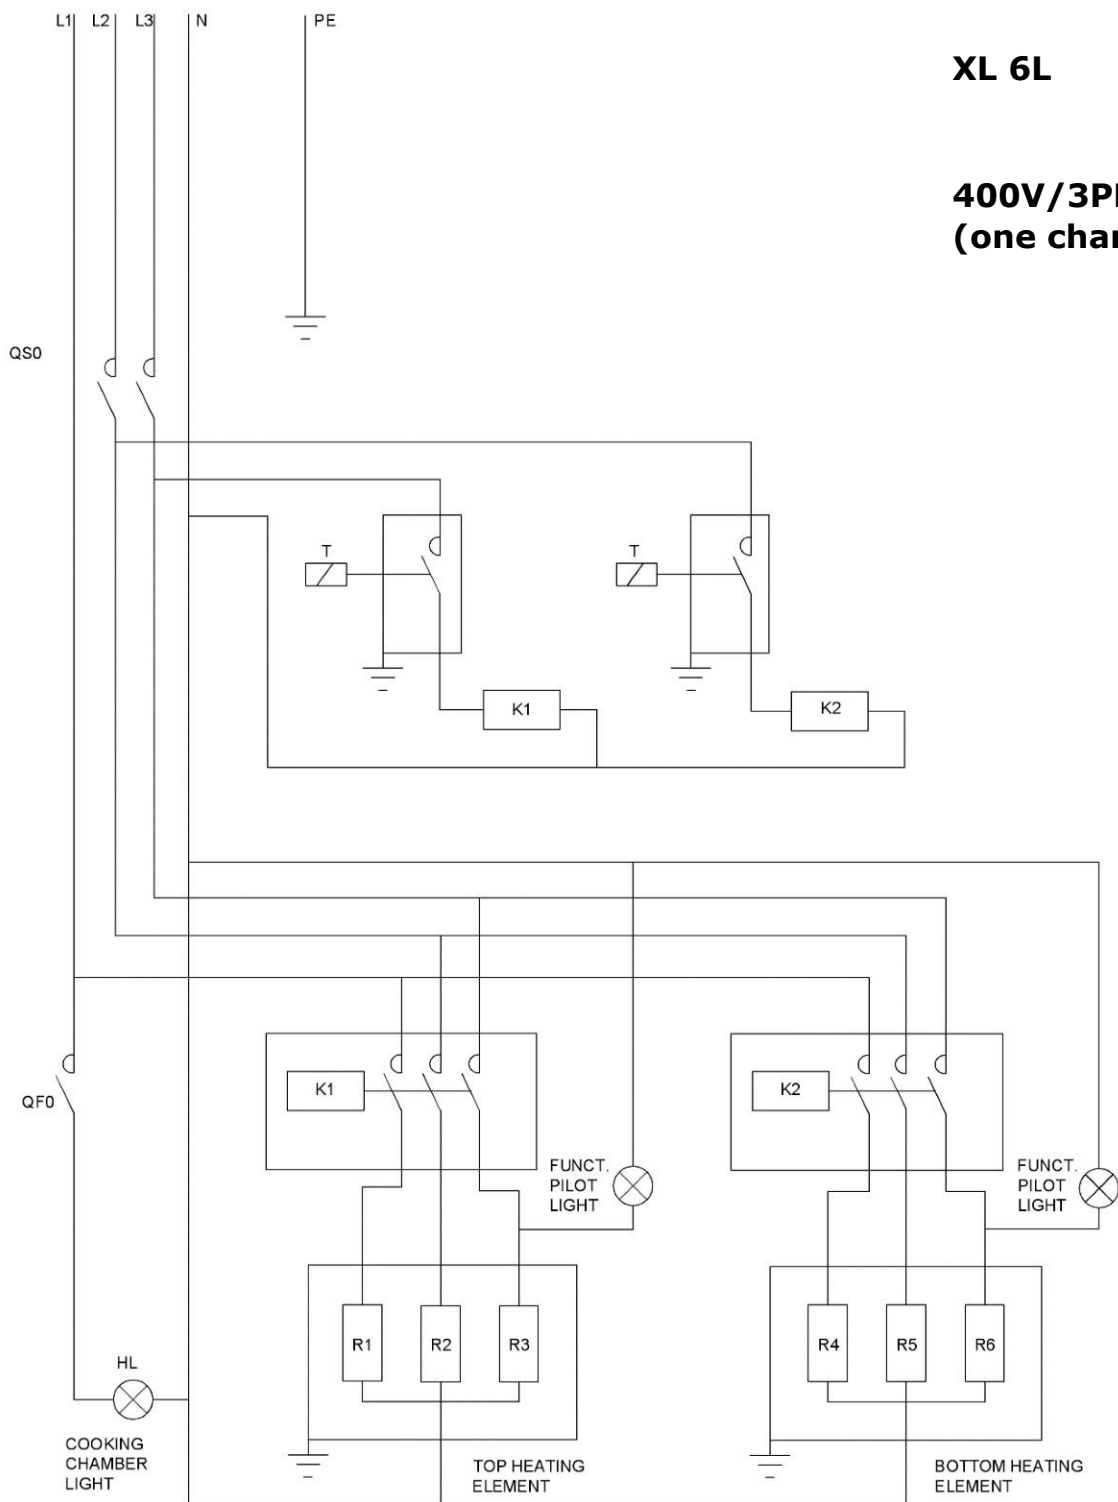 L1 L2 L3 N PE
XL 6L
400V/3P
(one cha
QS0
T T
K1 K2
K1 K2
QF0
FUNCT.
PILOT
LIGHT
FUNCT.
PILOT
LIGHT
R1 R2 R3 R4 R5 R6
HL
COOKING
CHAMBER
LIGHT
TOP HEATING
ELEMENT
BOTTOM HEATING
ELEMENT